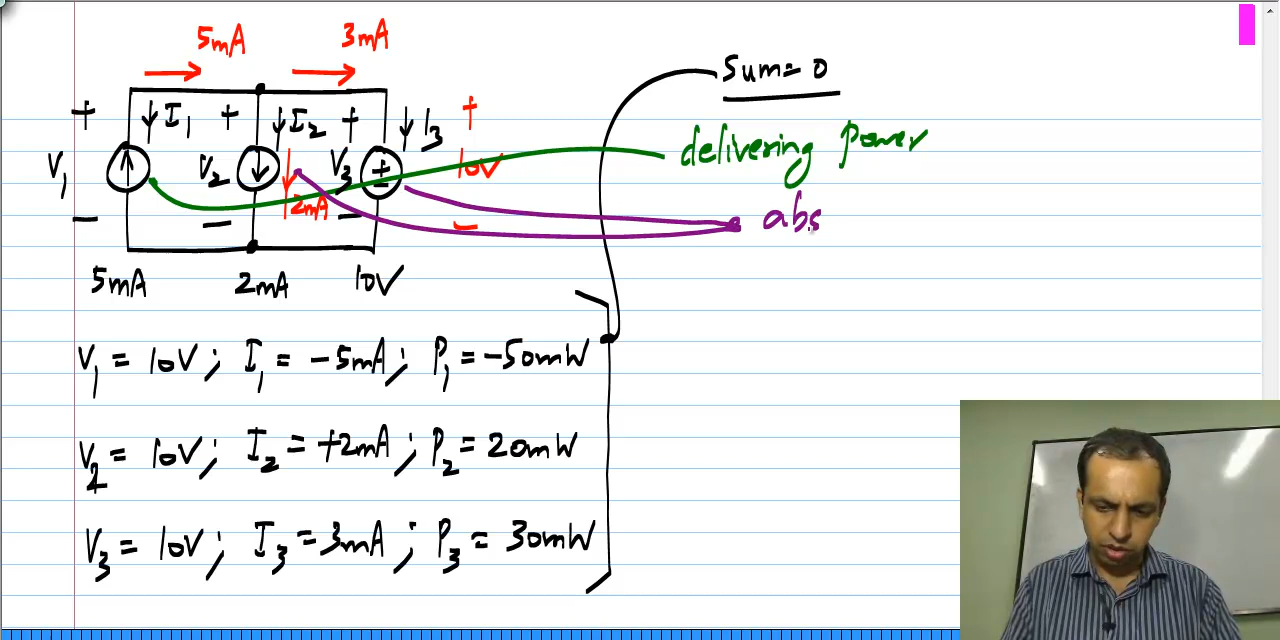 5mA 3mA
Sum=0
+ I1 + I2 + I3 +
V1 V2 V3 ± 10V
delivering power
2mA
− − − −
abs
5mA 2mA 10V
V1 = 10V; I1 = -5mA; P1 = -50mW
V2 = 10V; I2 = +2mA; P2 = 20mW
V3 = 10V; I3 = 3mA; P3 = 30mW